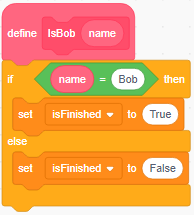 define IsBob name
if name = Bob then
set isFinished to True
else
set isFinished to False